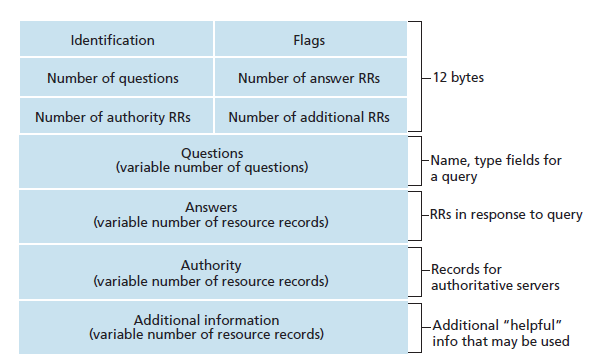 Identification
Flags
Number of questions
Number of answer RRs
12 bytes
Number of authority RRs
Number of additional RRs
Questions
(variable number of questions)
Name, type fields for
a query
Answers
(variable number of resource records)
RRs in response to query
Authority
(variable number of resource records)
Records for
authoritative servers
Additional information
(variable number of resource records)
Additional “helpful”
info that may be used